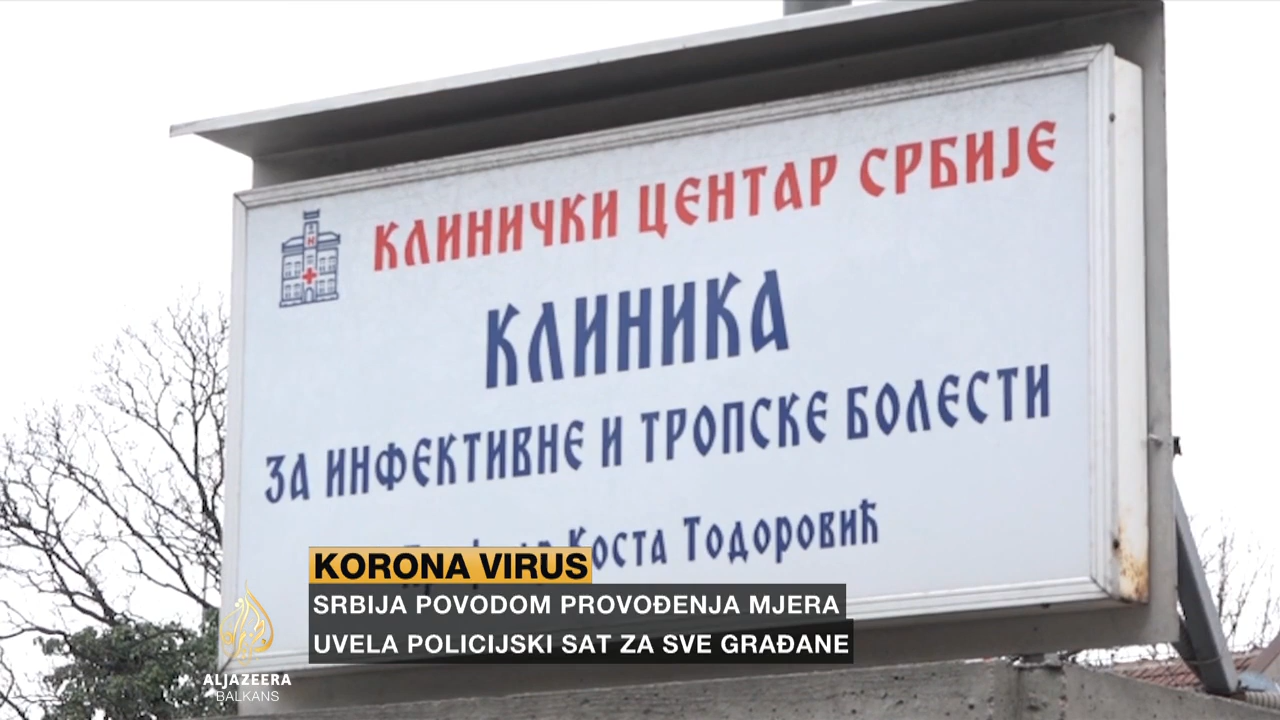 КЛИНИЧКИ ЦЕНТАР СРБИЈЕ
КЛИНИКА
ЗА ИНФЕКТИВНЕ И ТРОПСКЕ БОЛЕСТИ
Коста Тодоровић
KORONA VIRUS
SRBIJA POVODOM PROVOĐENJA MJERA
UVELA POLICIJSKI SAT ZA SVE GRAĐANE
ALJAZEERA
BALKANS